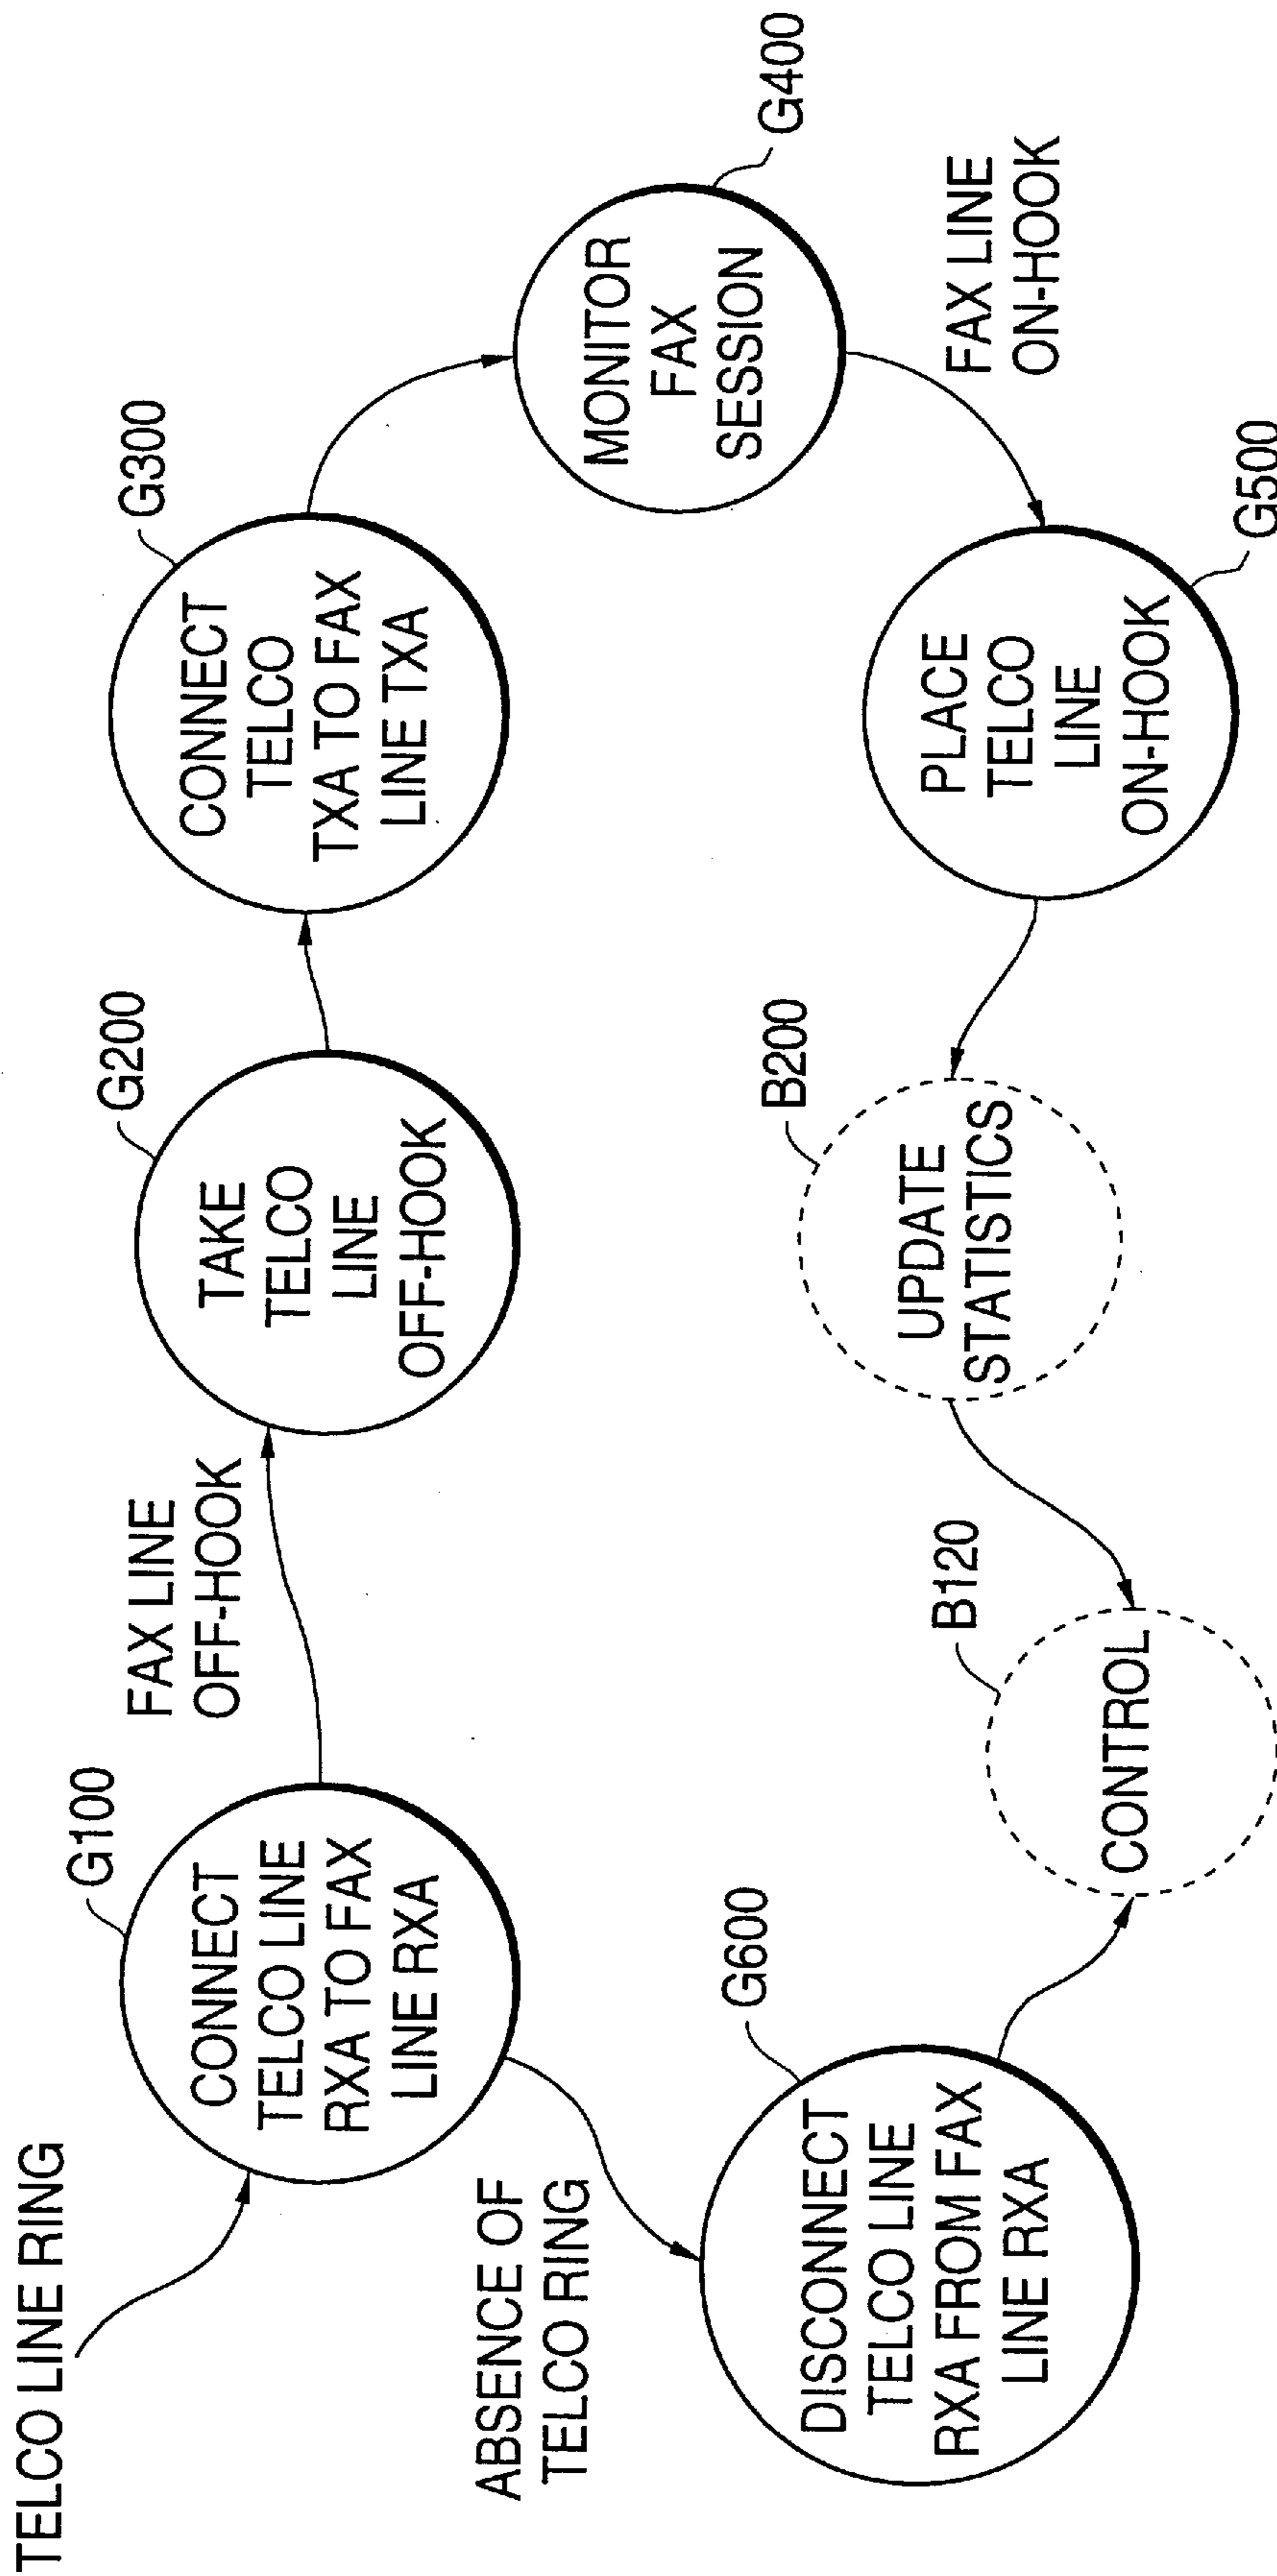 TELCO LINE RING
G100
CONNECT
TELCO LINE
RXA TO FAX
LINE RXA
FAX LINE
OFF-HOOK
G200
TAKE
TELCO
LINE
OFF-HOOK
G300
CONNECT
TELCO
TXA TO FAX
LINE TXA
MONITOR
FAX
SESSION
G400
FAX LINE
ON-HOOK
PLACE
TELCO
LINE
ON-HOOK
G500
B200
UPDATE
STATISTICS
B120
CONTROL
ABSENCE OF
TELCO RING
G600
DISCONNECT
TELCO LINE
RXA FROM FAX
LINE RXA